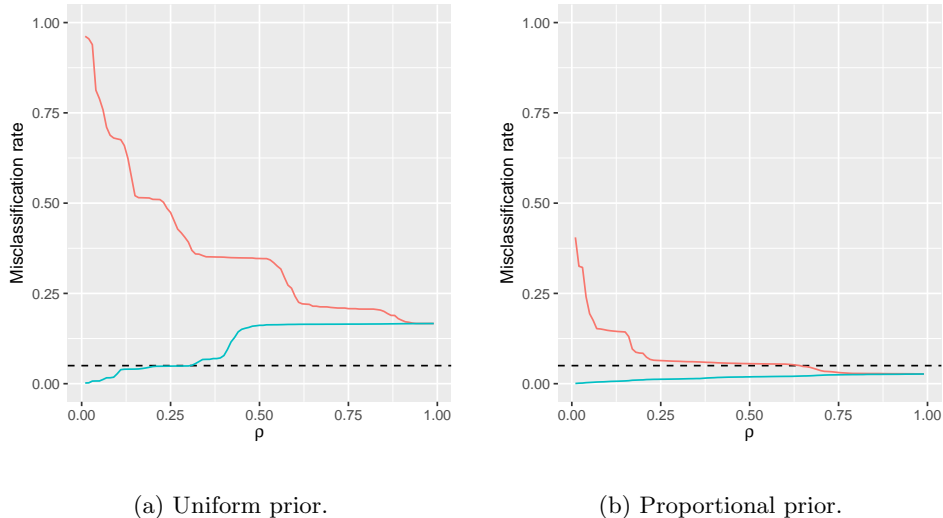 1.00
0.75
0.50
0.25
0.00
Misclassification rate
0.00 0.25 0.50 0.75 1.00
ρ
(a) Uniform prior.
1.00
0.75
0.50
0.25
0.00
Misclassification rate
0.00 0.25 0.50 0.75 1.00
ρ
(b) Proportional prior.